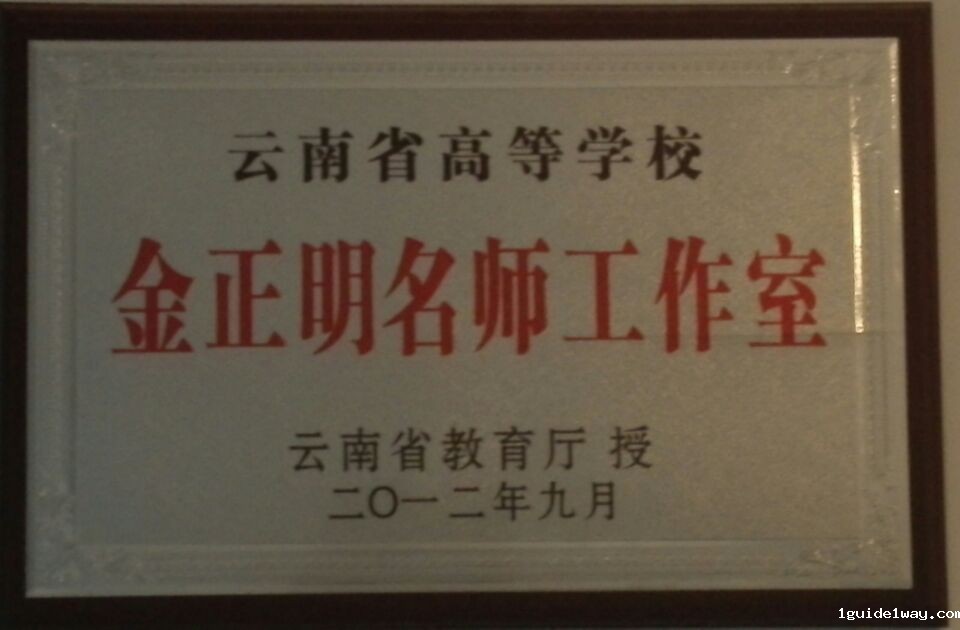 云南省高等学校
金正明名师工作室
云南省教育厅 授
二〇一二年九月
1guide1way.com